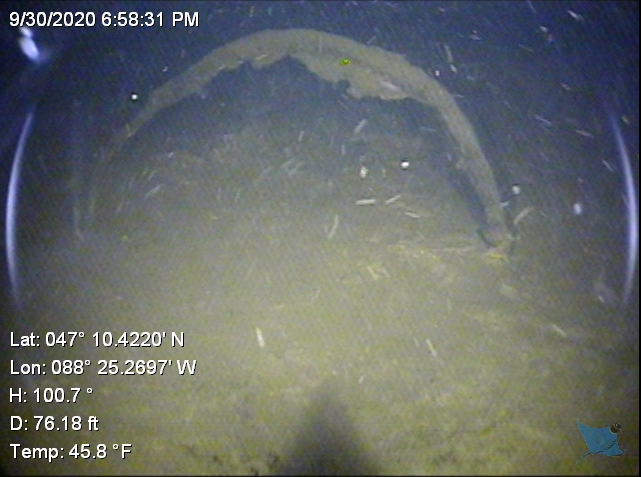 9/30/2020 6:58:31 PM
Lat: 047° 10.4220' N
Lon: 088° 25.2697' W
H: 100.7 °
D: 76.18 ft
Temp: 45.8 °F